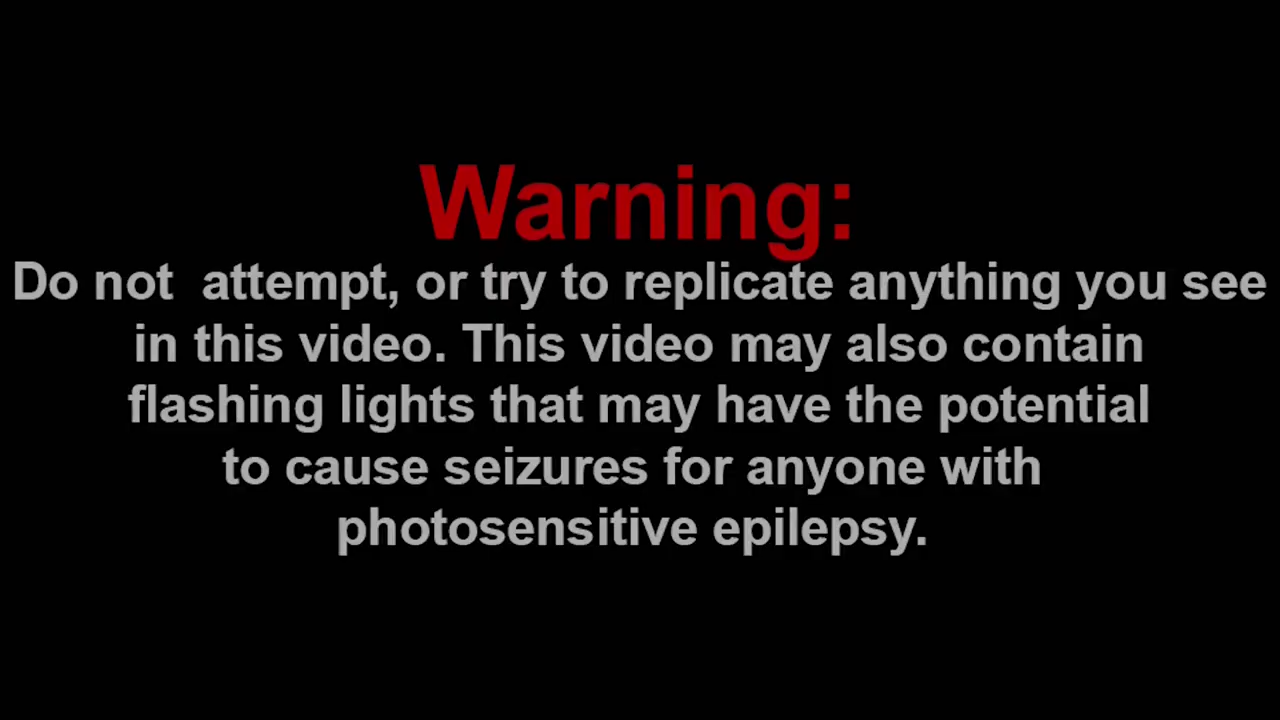 Warning:
Do not  attempt, or try to replicate anything you see
in this video. This video may also contain
flashing lights that may have the potential
to cause seizures for anyone with
photosensitive epilepsy.